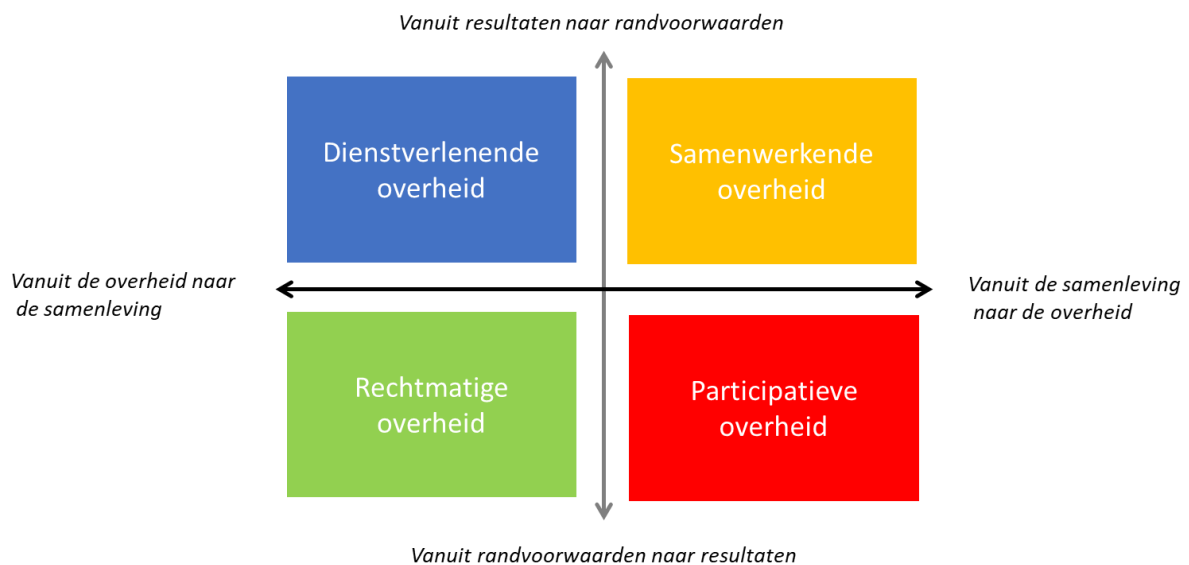 Vanuit resultaten naar randvoorwaarden
Dienstverlenende
overheid
Samenwerkende
overheid
Vanuit de overheid naar
de samenleving
Vanuit de samenleving
naar de overheid
Rechtmatige
overheid
Participatieve
overheid
Vanuit randvoorwaarden naar resultaten